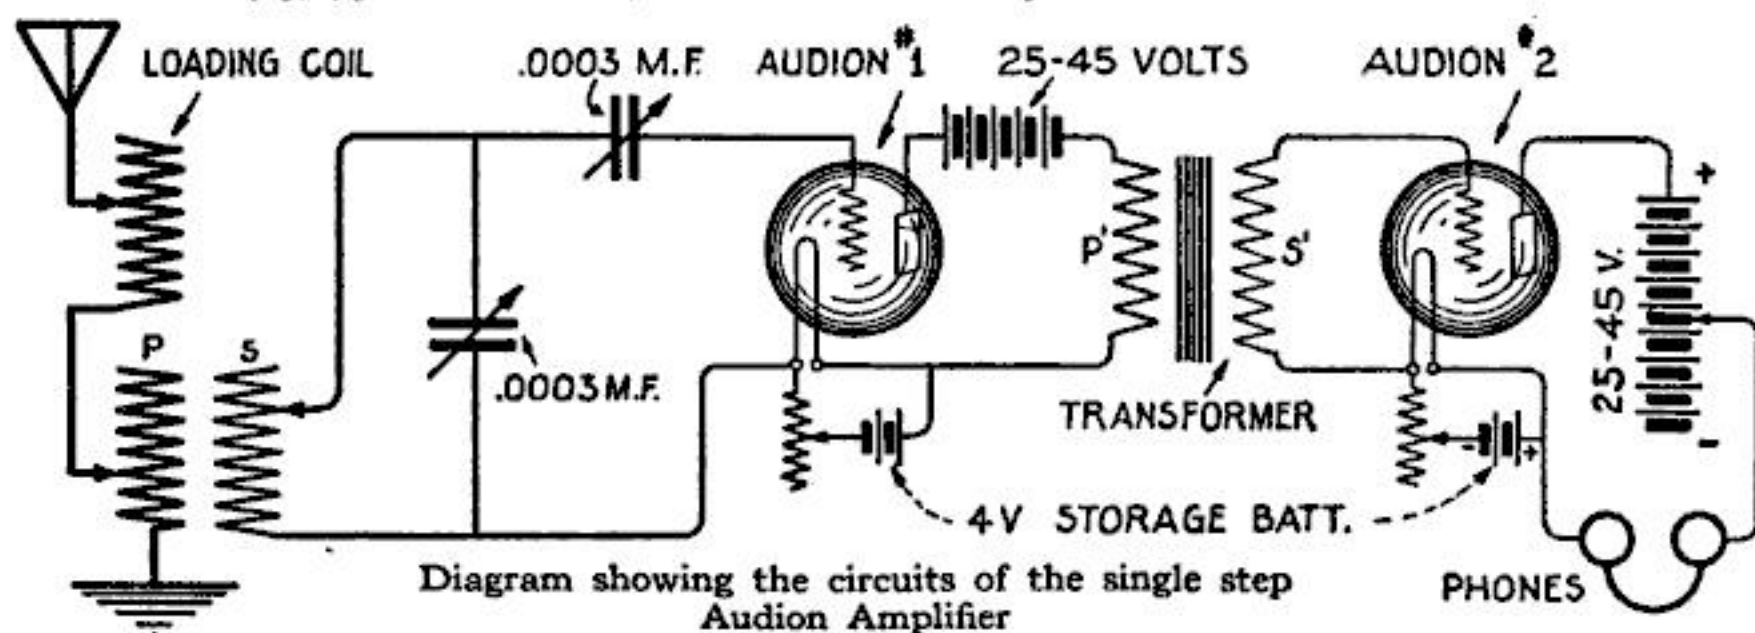 LOADING COIL
.0003 M.F.
AUDION #1
25-45 VOLTS
AUDION #2
P
S
.0003 M.F.
P'
S'
TRANSFORMER
+
25-45 V.
-
- +
4V STORAGE BATT.
PHONES
Diagram showing the circuits of the single step
Audion Amplifier